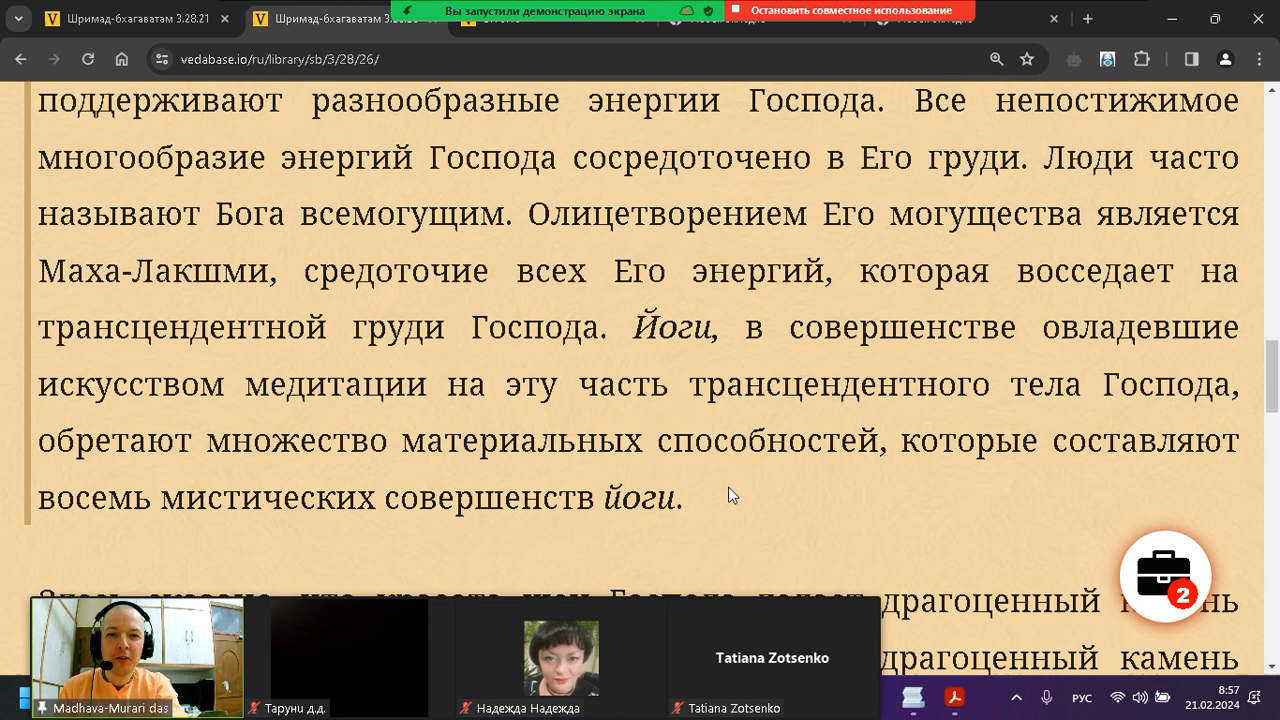 Шримад-бхагаватам 3.28.21
Шримад-бхагаватам 3.28.26
Вы запустили демонстрацию экрана
Остановить совместное использование
vedabase.io/ru/library/sb/3/28/26/
поддерживают разнообразные энергии Господа. Все непостижимое
многообразие энергий Господа сосредоточено в Его груди. Люди часто
называют Бога всемогущим. Олицетворением Его могущества является
Маха-Лакшми, средоточие всех Его энергий, которая восседает на
трансцендентной груди Господа. Йоги, в совершенстве овладевшие
искусством медитации на эту часть трансцендентного тела Господа,
обретают множество материальных способностей, которые составляют
восемь мистических совершенств йоги.
2
драгоценный
драгоценный камень
Tatiana Zotsenko
Madhava-Murari das
Таруни д.д.
Надежда Надежда
Tatiana Zotsenko
РУС
8:57
21.02.2024